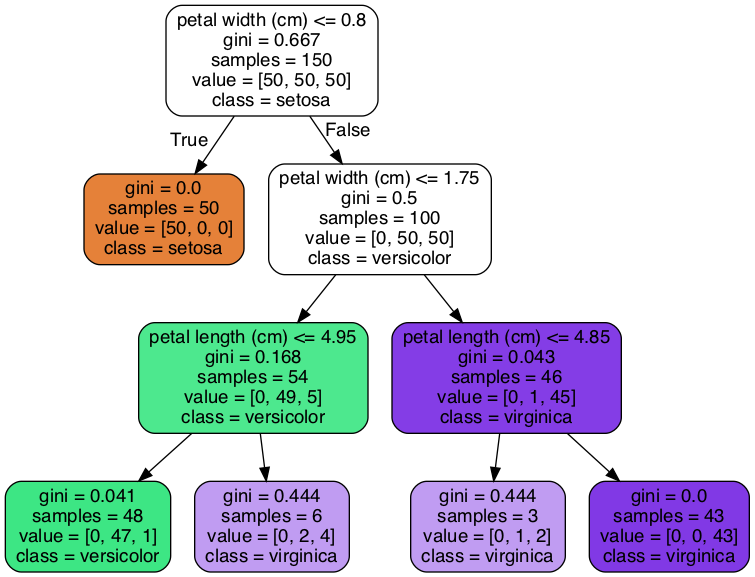 petal width (cm) <= 0.8
gini = 0.667
samples = 150
value = [50, 50, 50]
class = setosa
True
False
gini = 0.0
samples = 50
value = [50, 0, 0]
class = setosa
petal width (cm) <= 1.75
gini = 0.5
samples = 100
value = [0, 50, 50]
class = versicolor
petal length (cm) <= 4.95
gini = 0.168
samples = 54
value = [0, 49, 5]
class = versicolor
petal length (cm) <= 4.85
gini = 0.043
samples = 46
value = [0, 1, 45]
class = virginica
gini = 0.041
samples = 48
value = [0, 47, 1]
class = versicolor
gini = 0.444
samples = 6
value = [0, 2, 4]
class = virginica
gini = 0.444
samples = 3
value = [0, 1, 2]
class = virginica
gini = 0.0
samples = 43
value = [0, 0, 43]
class = virginica